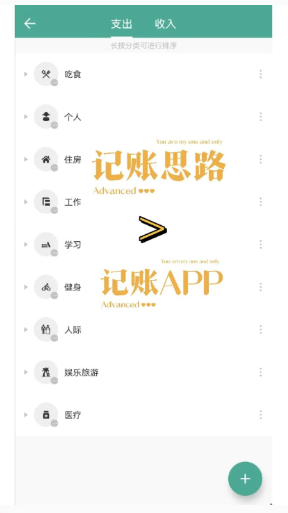 支出 收入
长按分类可进行排序
吃食
个人
You are my one and only
住房
记账思路
Advanced ♥♥♥
工作
>
学习
You are my one and only
健身
记账APP
Advanced ♥♥♥
人际
娱乐旅游
医疗